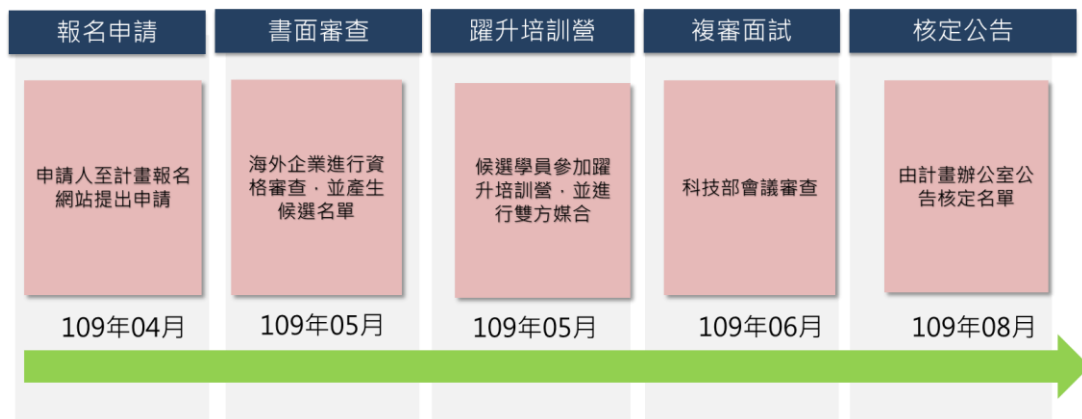 報名申請
書面審查
躍升培訓營
複審面試
核定公告
申請人至計畫報名
網站提出申請
海外企業進行資
格審查，並產生
候選名單
候選學員參加躍
升培訓營，並進
行雙方媒合
科技部會議審查
由計畫辦公室公
告核定名單
109年04月
109年05月
109年05月
109年06月
109年08月